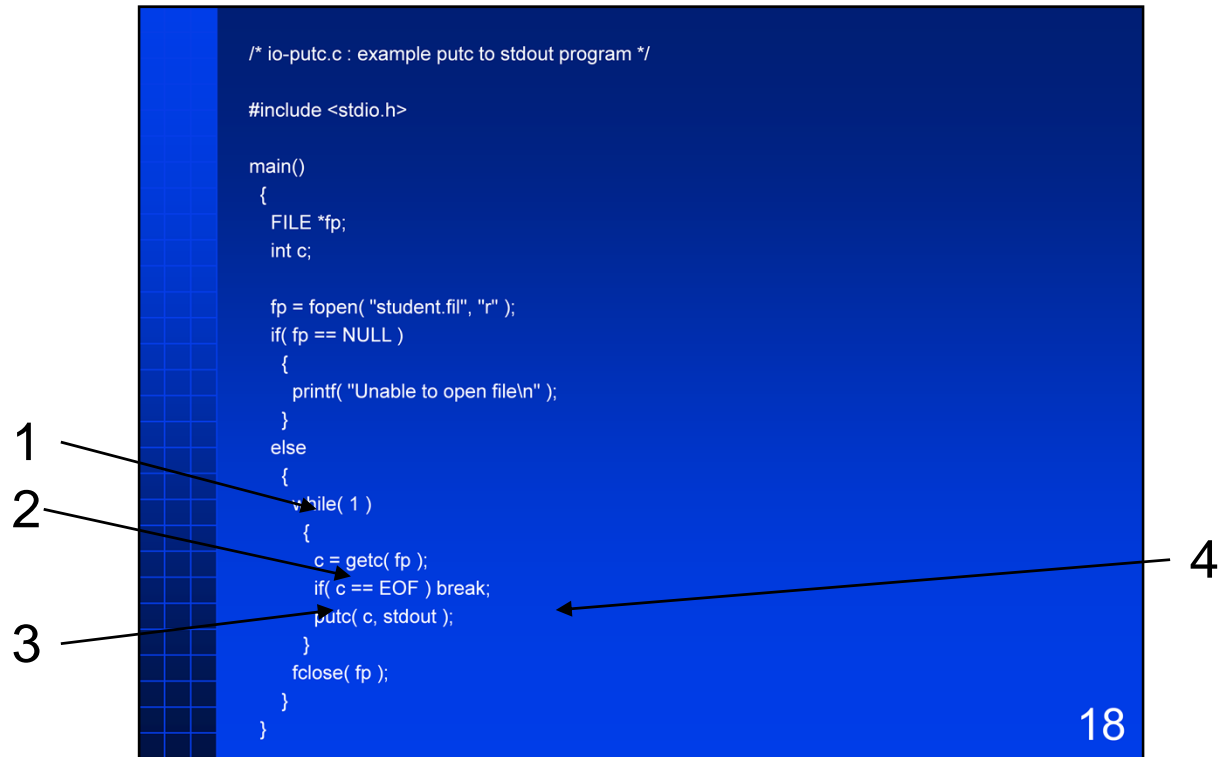 /* io-putc.c : example putc to stdout program */
#include <stdio.h>
main()
{
FILE *fp;
int c;
fp = fopen( "student.fil", "r" );
if( fp == NULL )
{
printf( "Unable to open file\n" );
}
else
{
while( 1 )
{
c = getc( fp );
if( c == EOF ) break;
putc( c, stdout );
}
fclose( fp );
}
}
1
2
3
4
18